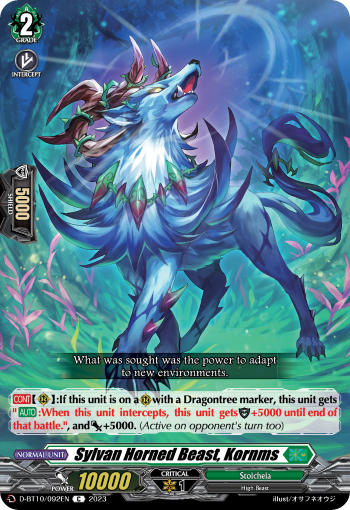 2
GRADE
INTERCEPT
5000
SHIELD
What was sought was the power to adapt
to new environments.
CONT【 R 】:If this unit is on a R with a Dragontree marker, this unit gets
"AUTO:When this unit intercepts, this unit gets +5000 until end
of that battle.", and +5000. (Active on opponent's turn too)
NORMAL UNIT
Sylvan Horned Beast, Kornms
POWER 10000
CRITICAL
1
Stoicheia
High Beast
D-BT10/092EN C 2023
illust/オサフネオウジ